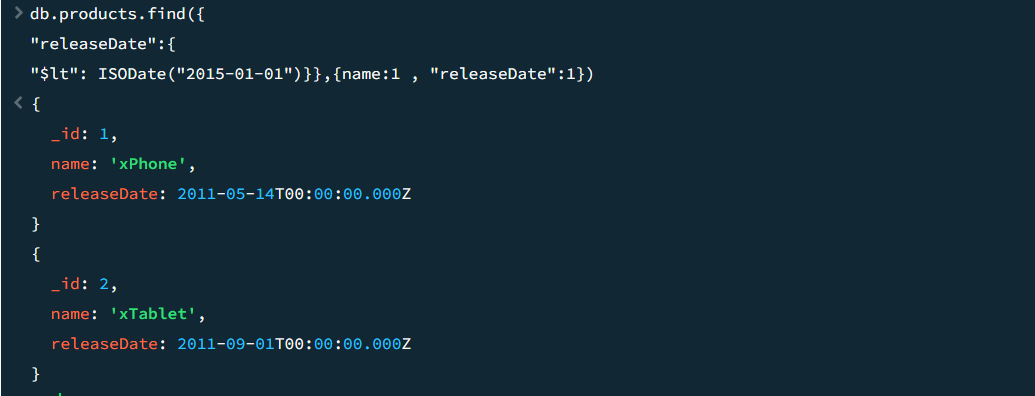 > db.products.find({
"releaseDate":{
"$lt": ISODate("2015-01-01")}},{name:1 , "releaseDate":1})
< {
_id: 1,
name: 'xPhone',
releaseDate: 2011-05-14T00:00:00.000Z
}
{
_id: 2,
name: 'xTablet',
releaseDate: 2011-09-01T00:00:00.000Z
}